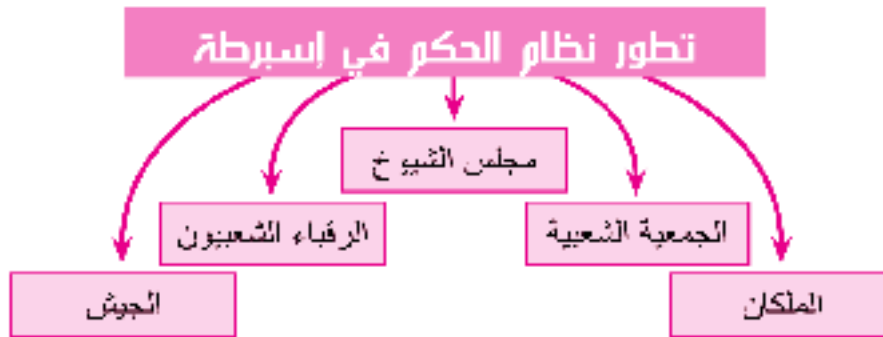 تطور نظام الحكم في إسبرطة
مجلس الشيوخ
الجمعية الشعبية
الرقباء الشعبيون
الملكان
الجيش